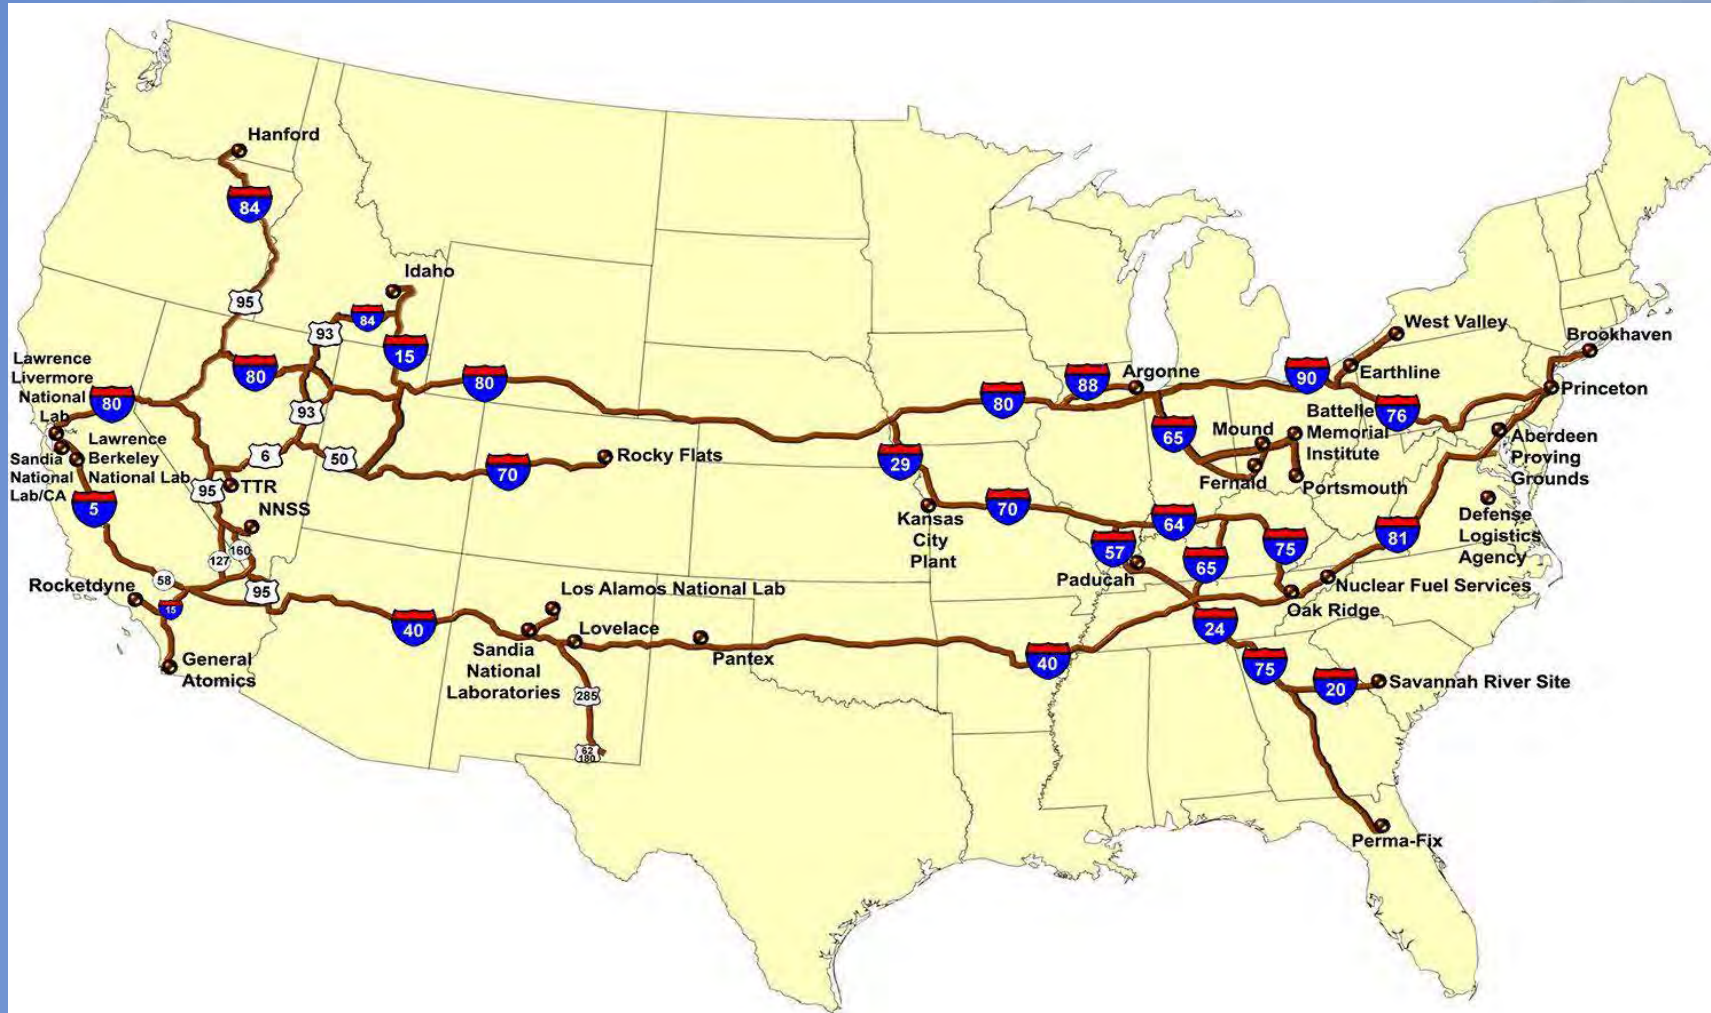 Hanford
84
95
Idaho
93
84
15
80
80
93
6
50
95
TTR
NNSS
160
127
Lawrence
Livermore
National
Lab
80
Lawrence
Berkeley
National Lab
Sandia
National
Lab/CA
5
58
Rocketdyne
15
95
General
Atomics
40
Los Alamos National Lab
Sandia
National
Laboratories
Lovelace
Pantex
285
62
180
70
Rocky Flats
80
88
Argonne
90
West Valley
Earthline
Brookhaven
Princeton
76
65
Mound
Battelle
Memorial
Institute
Fernald
Portsmouth
Aberdeen
Proving
Grounds
Defense
Logistics
Agency
29
Kansas
City
Plant
70
64
57
Paducah
65
75
81
Nuclear Fuel Services
Oak Ridge
24
40
75
20
Savannah River Site
Perma-Fix